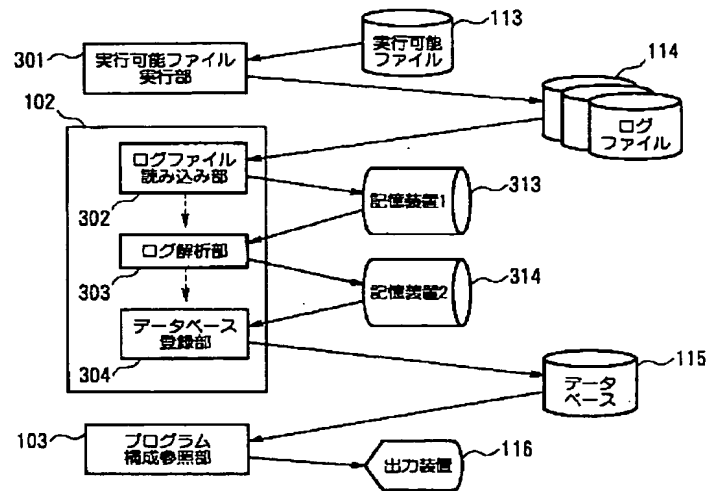 113
実行可能
ファイル
301
実行可能ファイル
実行部
114
ログ
ファイル
102
ログファイル
読み込み部
302
記憶装置1
313
ログ解析部
303
記憶装置2
314
データベース
登録部
304
データ
ベース
115
103
プログラム
構成参照部
出力装置
116